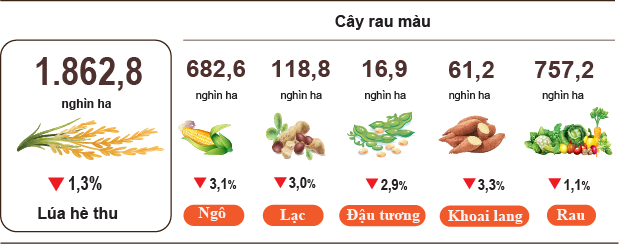 Cây rau màu
1.862,8
nghìn ha
1,3%
Lúa hè thu
682,6
nghìn ha
3,1%
Ngô
118,8
nghìn ha
3,0%
Lạc
16,9
nghìn ha
2,9%
Đậu tương
61,2
nghìn ha
3,3%
Khoai lang
757,2
nghìn ha
1,1%
Rau